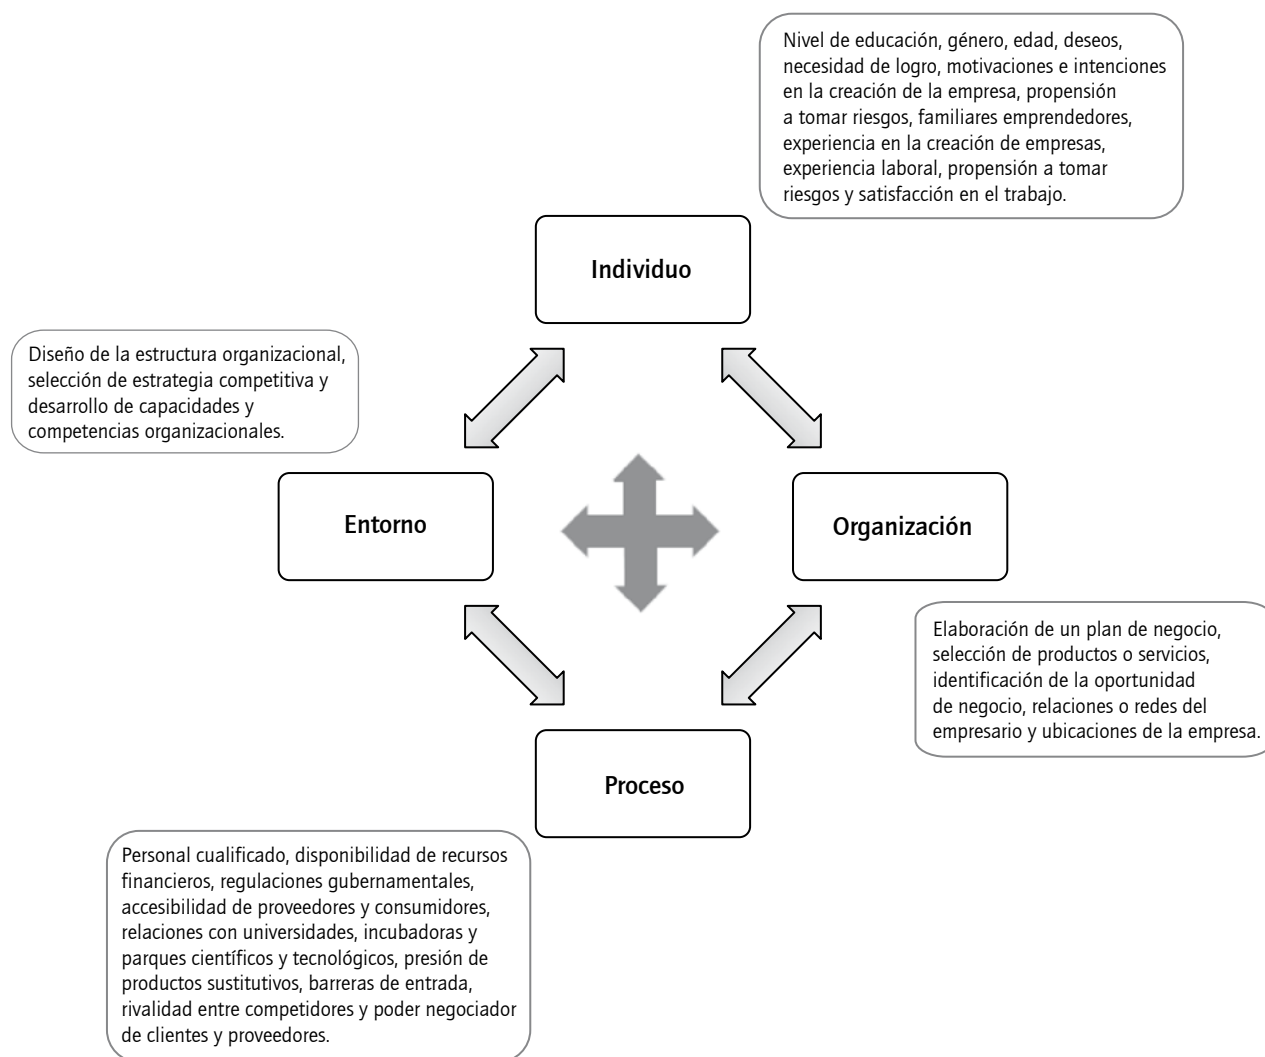 Nivel de educación, género, edad, deseos,
necesidad de logro, motivaciones e intenciones
en la creación de la empresa, propensión
a tomar riesgos, familiares emprendedores,
experiencia en la creación de empresas,
experiencia laboral, propensión a tomar
riesgos y satisfacción en el trabajo.
Individuo
Diseño de la estructura organizacional,
selección de estrategia competitiva y
desarrollo de capacidades y
competencias organizacionales.
Entorno
Organización
Elaboración de un plan de negocio,
selección de productos o servicios,
identificación de la oportunidad
de negocio, relaciones o redes del
empresario y ubicaciones de la empresa.
Proceso
Personal cualificado, disponibilidad de recursos
financieros, regulaciones gubernamentales,
accesibilidad de proveedores y consumidores,
relaciones con universidades, incubadoras y
parques científicos y tecnológicos, presión de
productos sustitutivos, barreras de entrada,
rivalidad entre competidores y poder negociador
de clientes y proveedores.